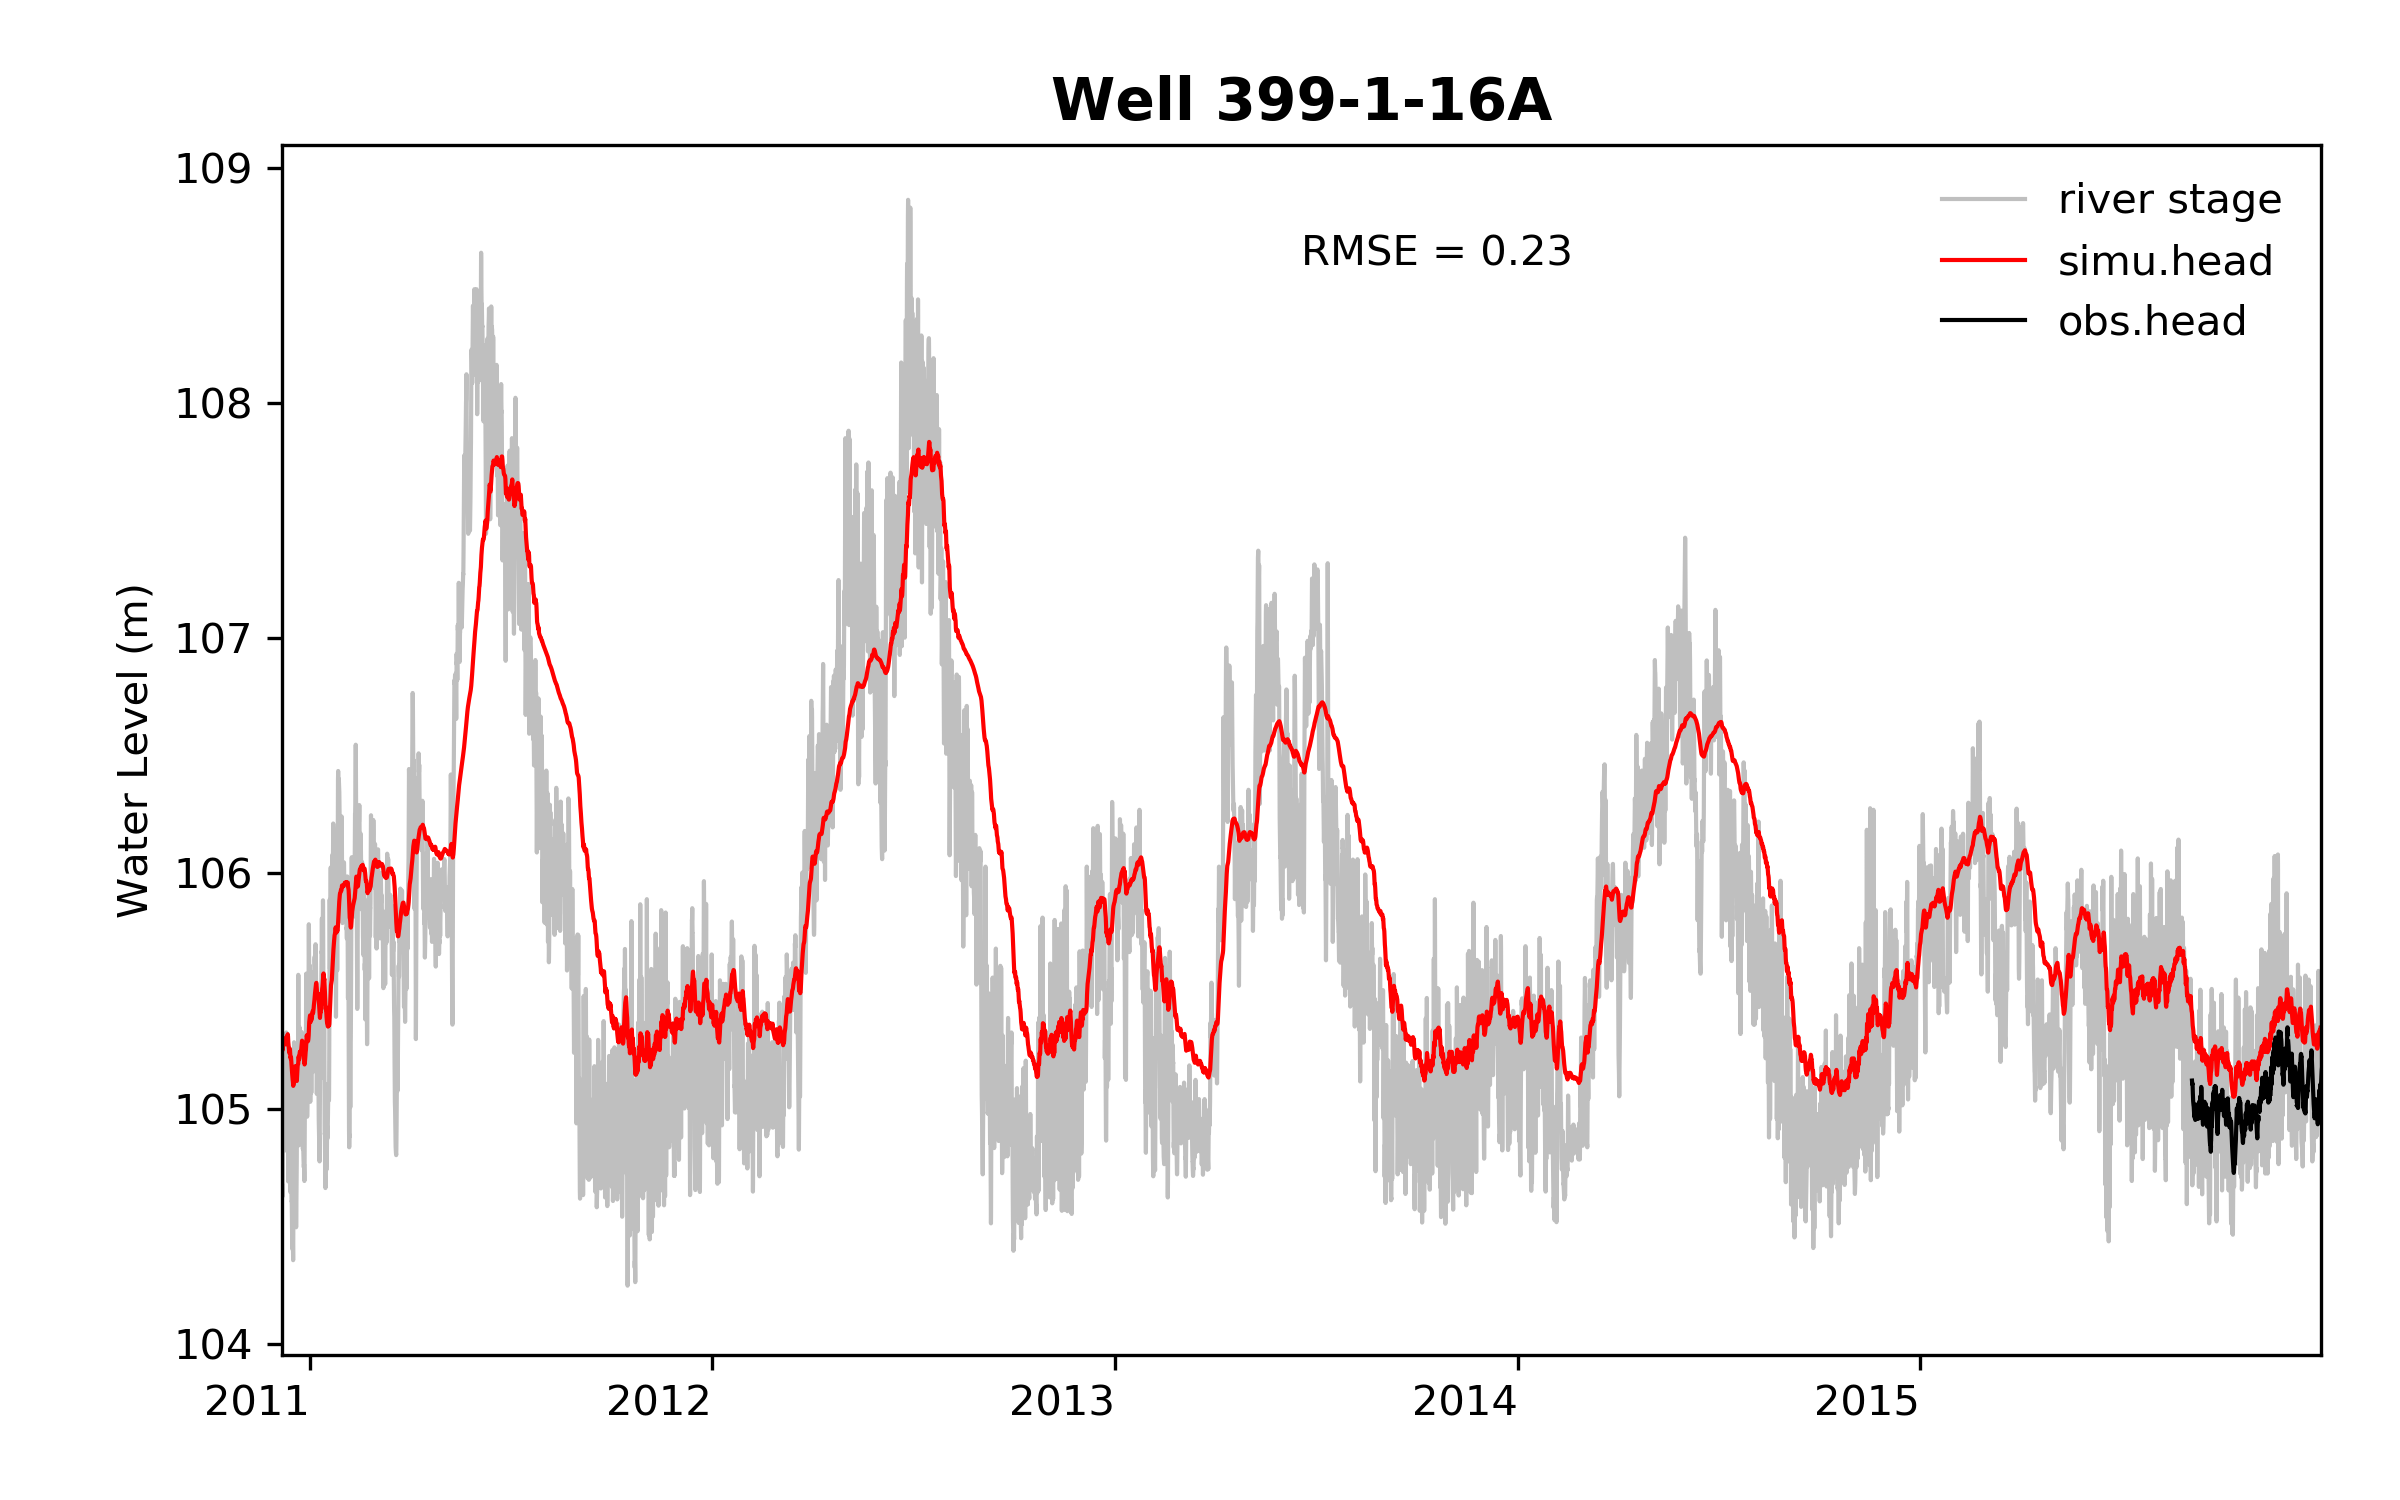 Well 399-1-16A
109
108
107
106
105
104
Water Level (m)
RMSE = 0.23
river stage
simu.head
obs.head
2011
2012
2013
2014
2015